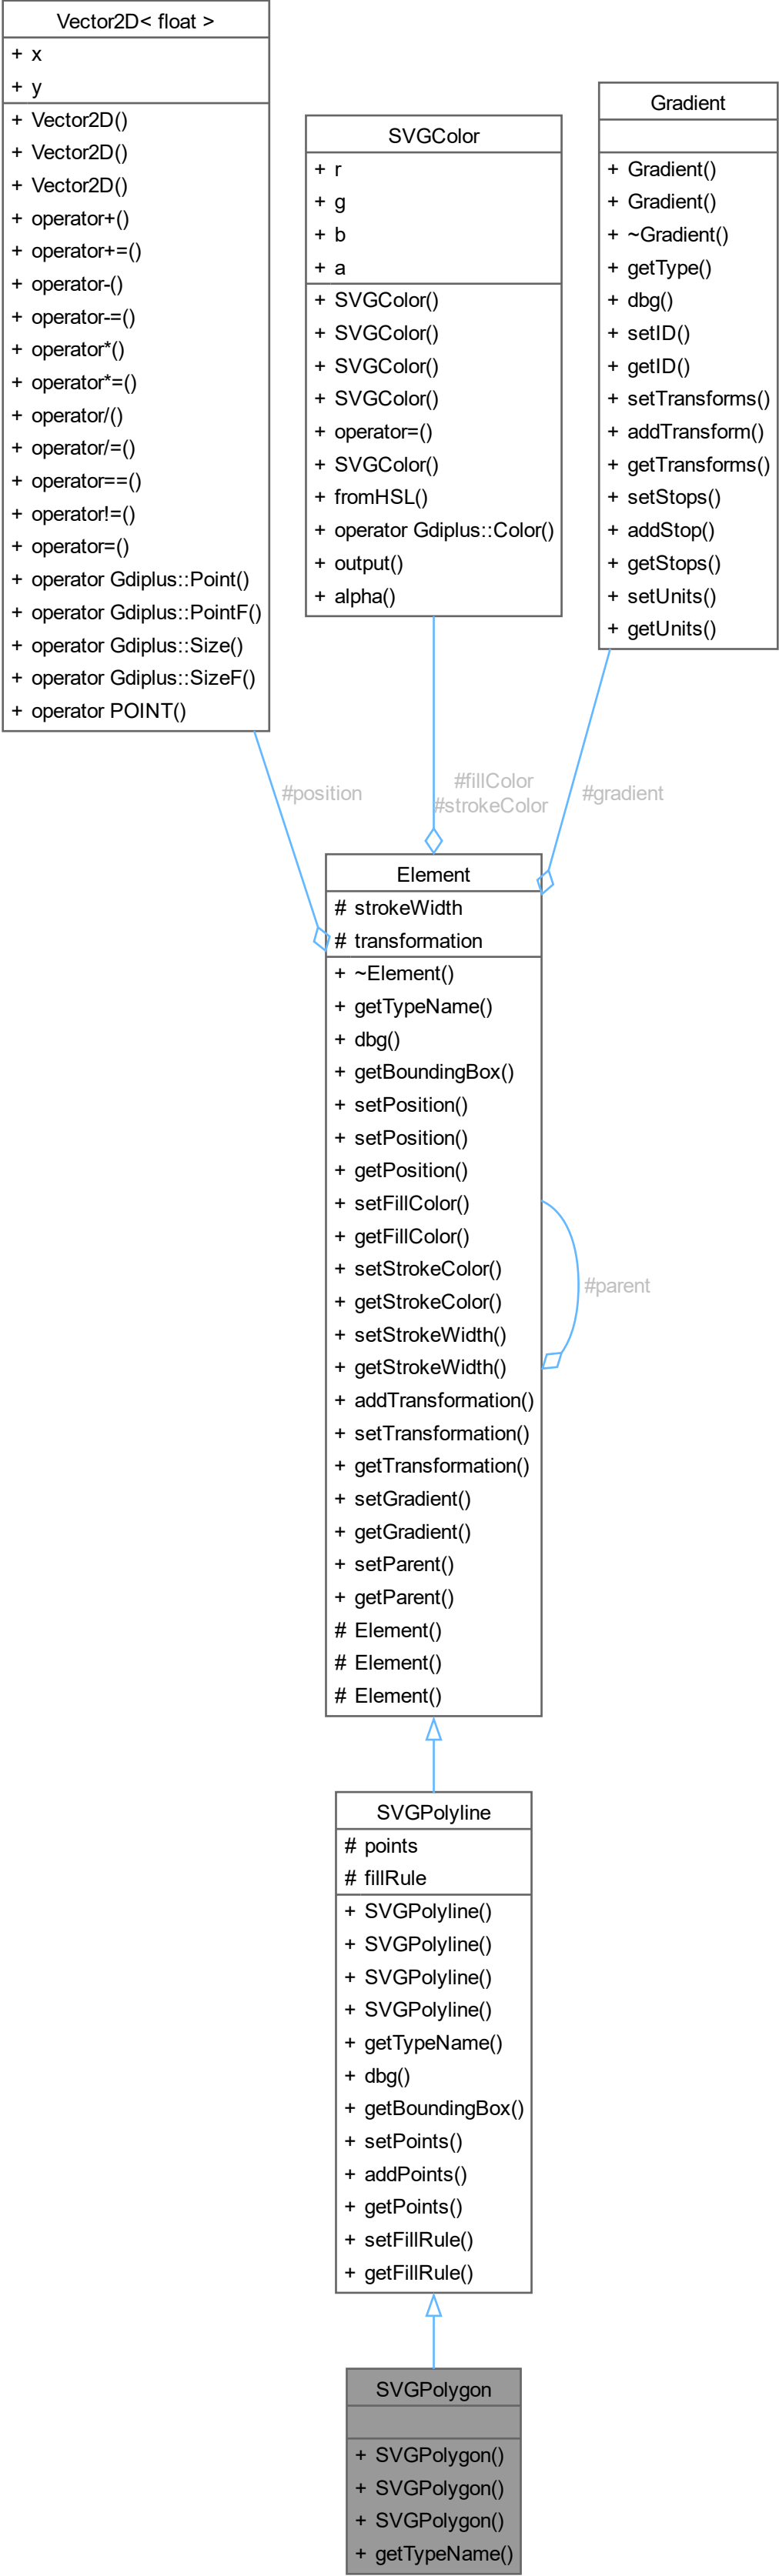 Vector2D< float >
+ x
+ y
+ Vector2D()
+ Vector2D()
+ Vector2D()
+ operator+()
+ operator+=()
+ operator-()
+ operator-=()
+ operator*()
+ operator*=()
+ operator/()
+ operator/=()
+ operator==()
+ operator!=()
+ operator=()
+ operator Gdiplus::Point()
+ operator Gdiplus::PointF()
+ operator Gdiplus::Size()
+ operator Gdiplus::SizeF()
+ operator POINT()
SVGColor
+ r
+ g
+ b
+ a
+ SVGColor()
+ SVGColor()
+ SVGColor()
+ SVGColor()
+ operator=()
+ SVGColor()
+ fromHSL()
+ operator Gdiplus::Color()
+ output()
+ alpha()
Gradient
+ Gradient()
+ Gradient()
+ ~Gradient()
+ getType()
+ dbg()
+ setID()
+ getID()
+ setTransforms()
+ addTransform()
+ getTransforms()
+ setStops()
+ addStop()
+ getStops()
+ setUnits()
+ getUnits()
#position
#fillColor
#strokeColor
#gradient
Element
# strokeWidth
# transformation
+ ~Element()
+ getTypeName()
+ dbg()
+ getBoundingBox()
+ setPosition()
+ setPosition()
+ getPosition()
+ setFillColor()
+ getFillColor()
+ setStrokeColor()
+ getStrokeColor()
+ setStrokeWidth()
+ getStrokeWidth()
+ addTransformation()
+ setTransformation()
+ getTransformation()
+ setGradient()
+ getGradient()
+ setParent()
+ getParent()
# Element()
# Element()
# Element()
#parent
SVGPolyline
# points
# fillRule
+ SVGPolyline()
+ SVGPolyline()
+ SVGPolyline()
+ SVGPolyline()
+ getTypeName()
+ dbg()
+ getBoundingBox()
+ setPoints()
+ addPoints()
+ getPoints()
+ setFillRule()
+ getFillRule()
SVGPolygon
+ SVGPolygon()
+ SVGPolygon()
+ SVGPolygon()
+ getTypeName()